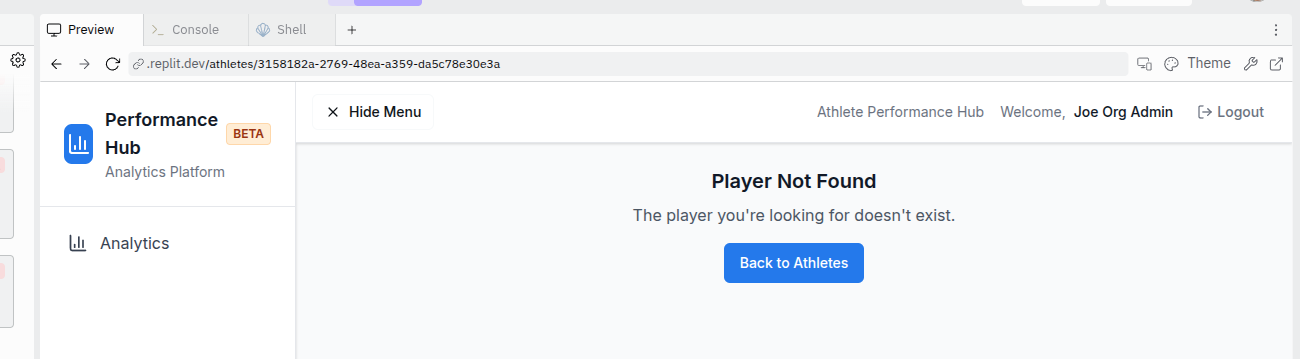 Preview
Console
Shell
.replit.dev/athletes/3158182a-2769-48ea-a359-da5c78e30e3a
Theme
Performance
Hub
BETA
Analytics Platform
Hide Menu
Athlete Performance Hub
Welcome, Joe Org Admin
Logout
Analytics
Player Not Found
The player you're looking for doesn't exist.
Back to Athletes